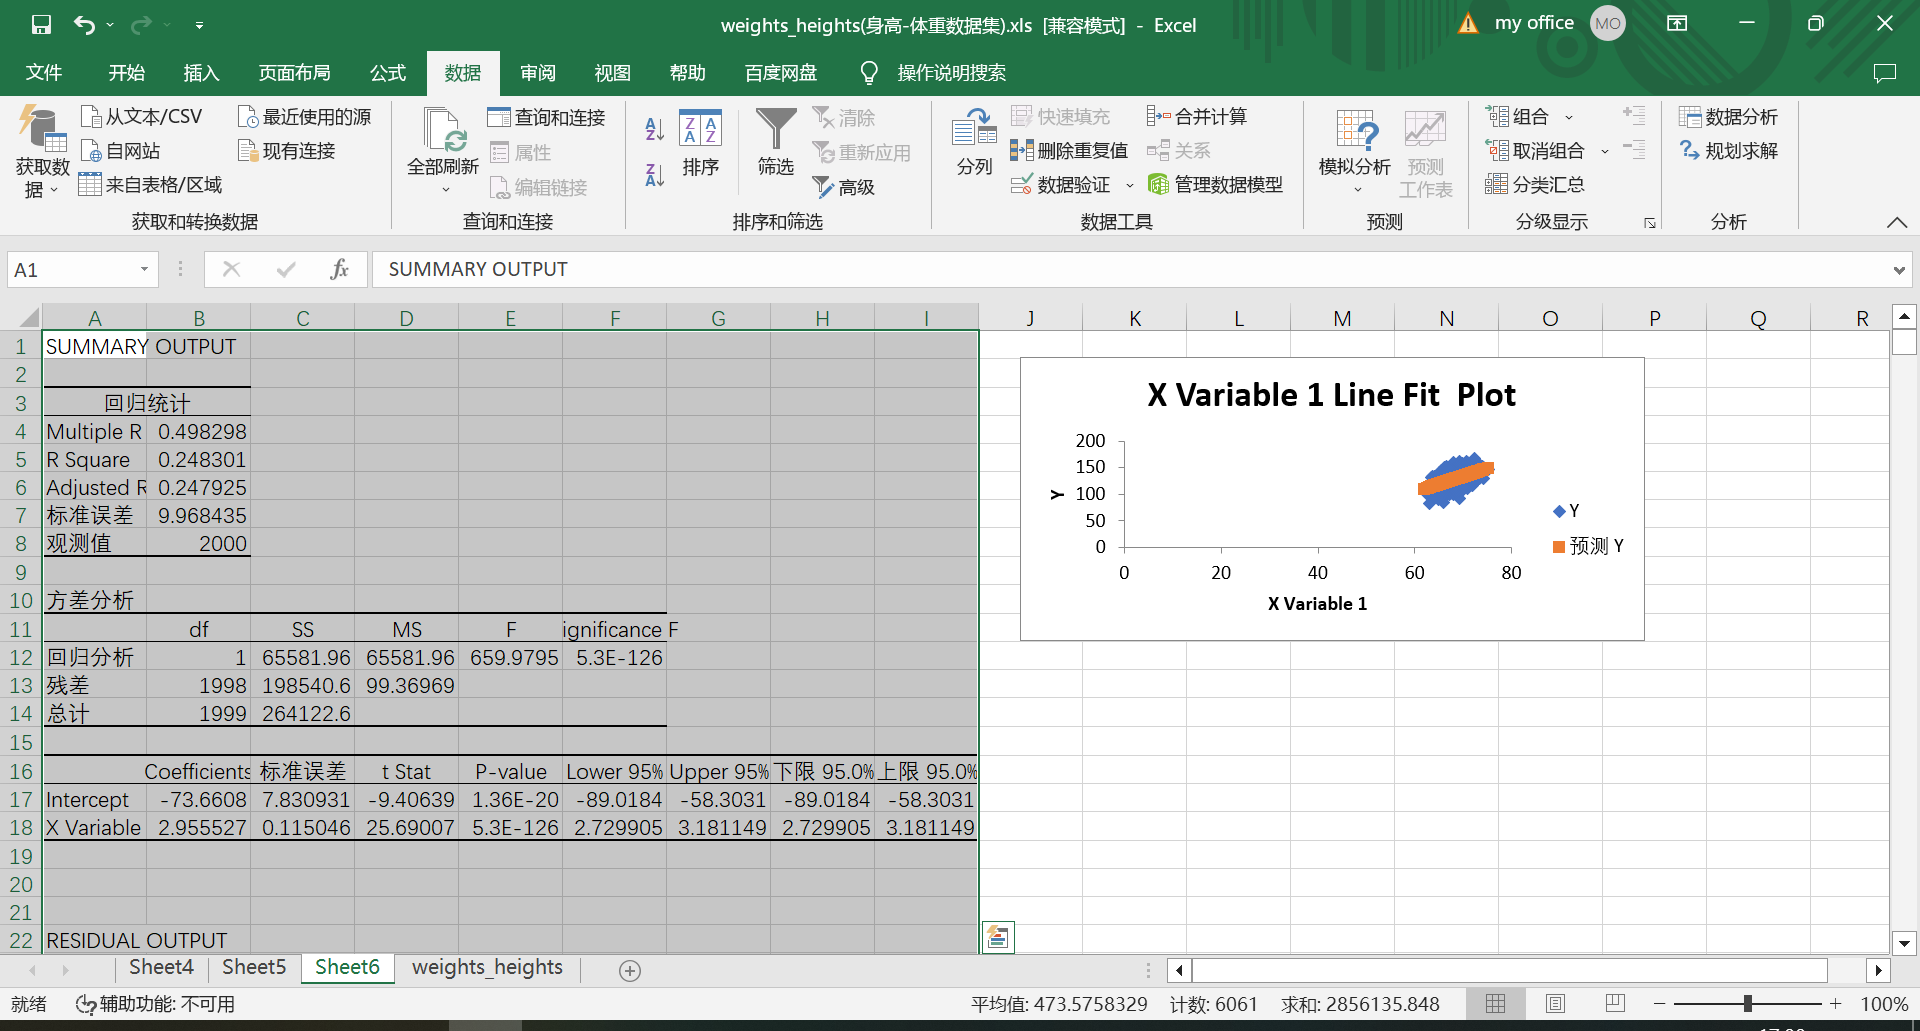 weights_heights(身高-体重数据集).xls [兼容模式] - Excel
my office MO
文件 开始 插入 页面布局 公式 数据 审阅 视图 帮助 百度网盘 操作说明搜索
获取数据
从文本/CSV
自网站
来自表格/区域
最近使用的源
现有连接
获取和转换数据
全部刷新
查询和连接
属性
编辑链接
查询和连接
排序
筛选
清除
重新应用
高级
排序和筛选
分列
快速填充
删除重复值
数据验证
合并计算
关系
管理数据模型
数据工具
模拟分析
预测工作表
预测
组合
取消组合
分类汇总
分级显示
数据分析
规划求解
分析
A1 fx SUMMARY OUTPUT
A B C D E F G H I J K L M N O P Q R
1 SUMMARY OUTPUT
2
3 回归统计
4 Multiple R 0.498298
5 R Square 0.248301
6 Adjusted R 0.247925
7 标准误差 9.968435
8 观测值 2000
9
10 方差分析
11 df SS MS F ignificance F
12 回归分析 1 65581.96 65581.96 659.9795 5.3E-126
13 残差 1998 198540.6 99.36969
14 总计 1999 264122.6
15
16 Coefficients 标准误差 t Stat P-value Lower 95% Upper 95% 下限 95.0% 上限 95.0%
17 Intercept -73.6608 7.830931 -9.40639 1.36E-20 -89.0184 -58.3031 -89.0184 -58.3031
18 X Variable 2.955527 0.115046 25.69007 5.3E-126 2.729905 3.181149 2.729905 3.181149
19
20
21
22 RESIDUAL OUTPUT
X Variable 1 Line Fit Plot
200
150
100
50
0
Y
0 20 40 60 80
X Variable 1
Y
预测 Y
Sheet4 Sheet5 Sheet6 weights_heights
就绪 辅助功能: 不可用 平均值: 473.5758329 计数: 6061 求和: 2856135.848 100%